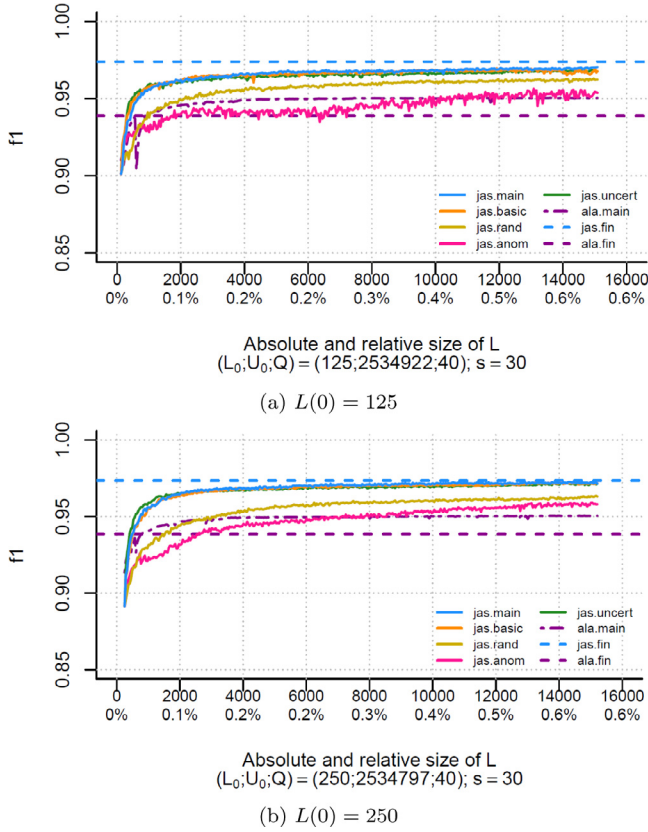 1.00
0.95
0.90
0.85
f1
jas.main
jas.basic
jas.rand
jas.anom
jas.uncert
ala.main
jas.fin
ala.fin
0 2000 4000 6000 8000 10000 12000 14000 16000
0% 0.1% 0.2% 0.2% 0.3% 0.4% 0.5% 0.6% 0.6%
Absolute and relative size of L
(L₀;U₀;Q) = (125;2534922;40); s = 30
(a) L(0) = 125
1.00
0.95
0.90
0.85
f1
jas.main
jas.basic
jas.rand
jas.anom
jas.uncert
ala.main
jas.fin
ala.fin
0 2000 4000 6000 8000 10000 12000 14000 16000
0% 0.1% 0.2% 0.2% 0.3% 0.4% 0.5% 0.6% 0.6%
Absolute and relative size of L
(L₀;U₀;Q) = (250;2534797;40); s = 30
(b) L(0) = 250